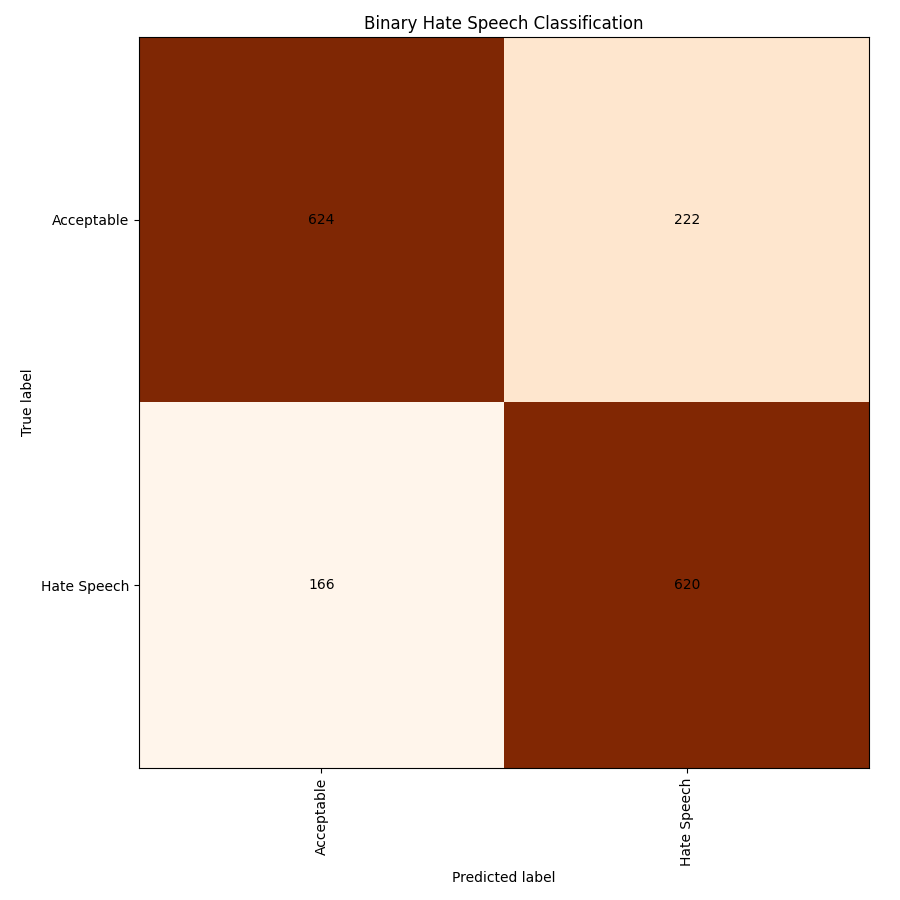 Binary Hate Speech Classification
Acceptable
624
222
True label
Hate Speech
166
620
Acceptable
Hate Speech
Predicted label